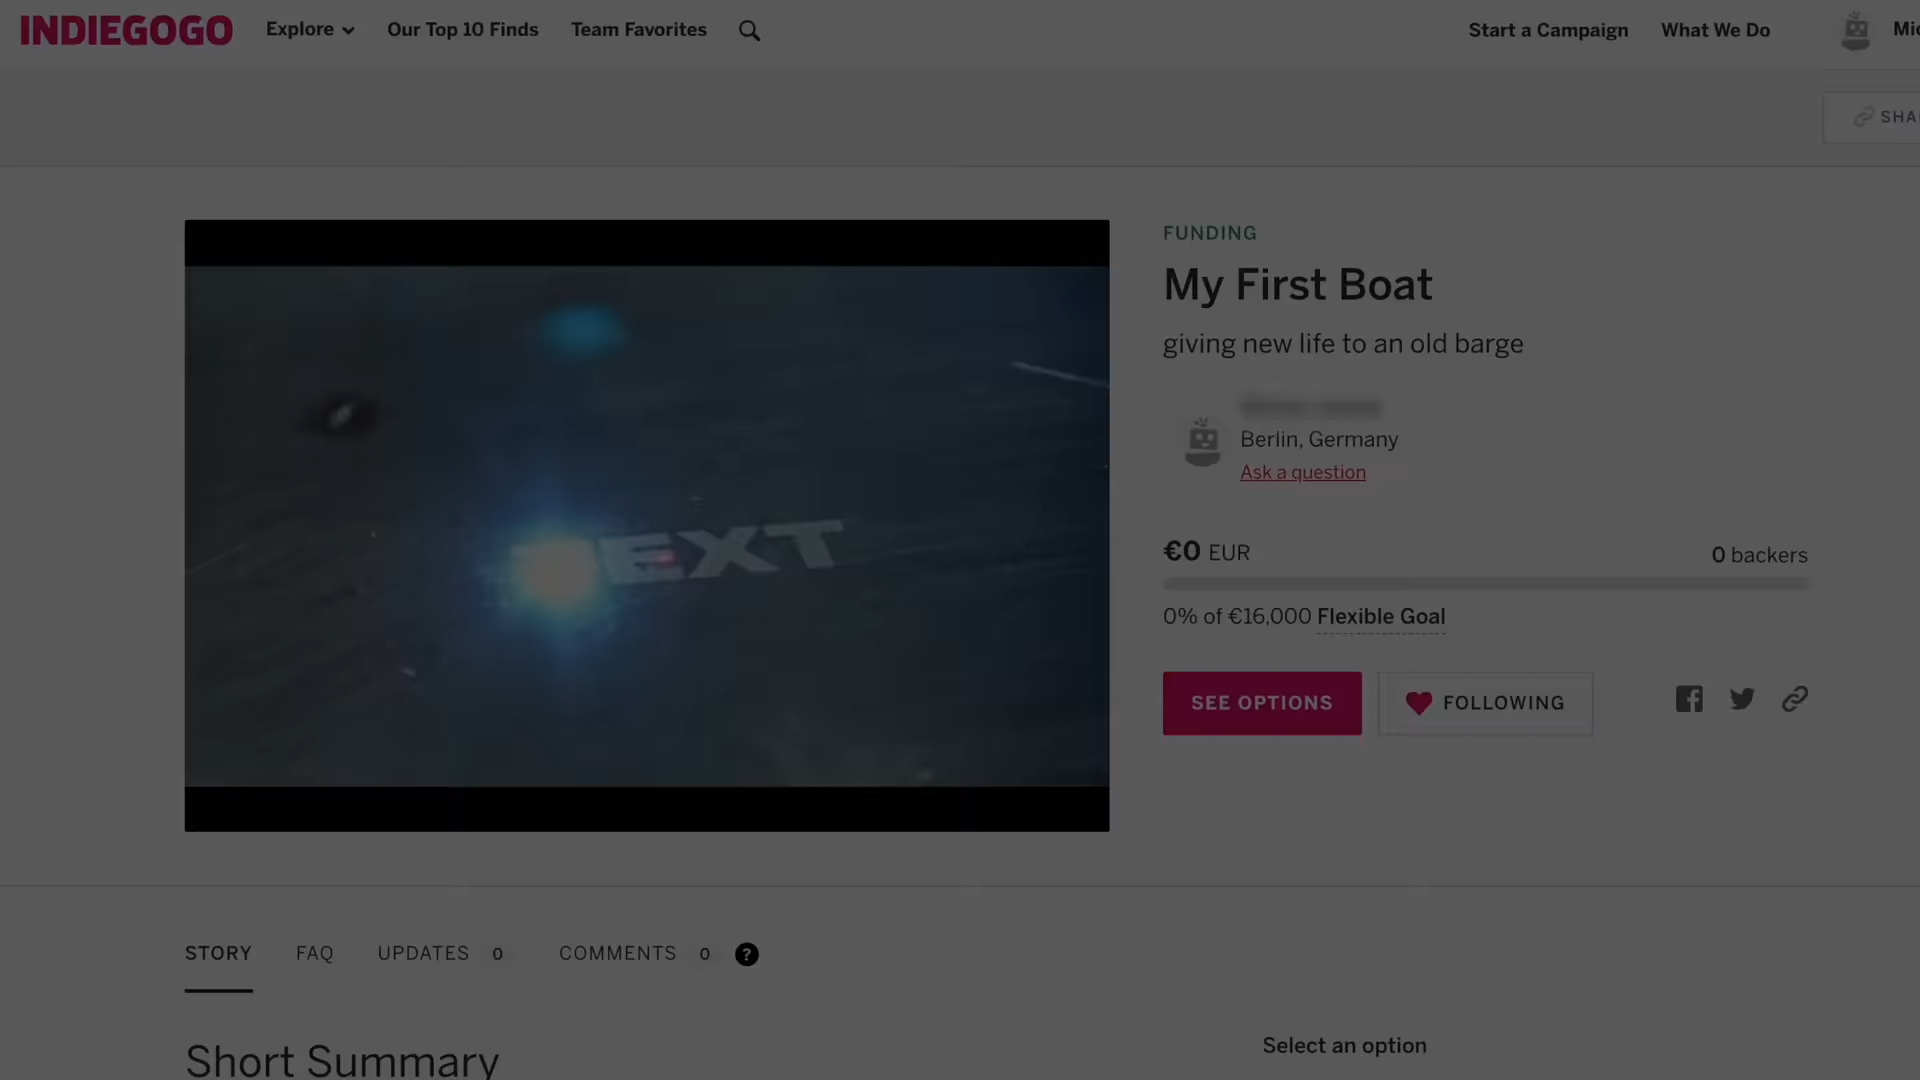 INDIEGOGO Explore Our Top 10 Finds Team Favorites Start a Campaign What We Do
FUNDING
My First Boat
giving new life to an old barge
Berlin, Germany
Ask a question
EXT
€0 EUR 0 backers
0% of €16,000 Flexible Goal
SEE OPTIONS FOLLOWING
STORY FAQ UPDATES 0 COMMENTS 0 ?
Short Summary
Select an option